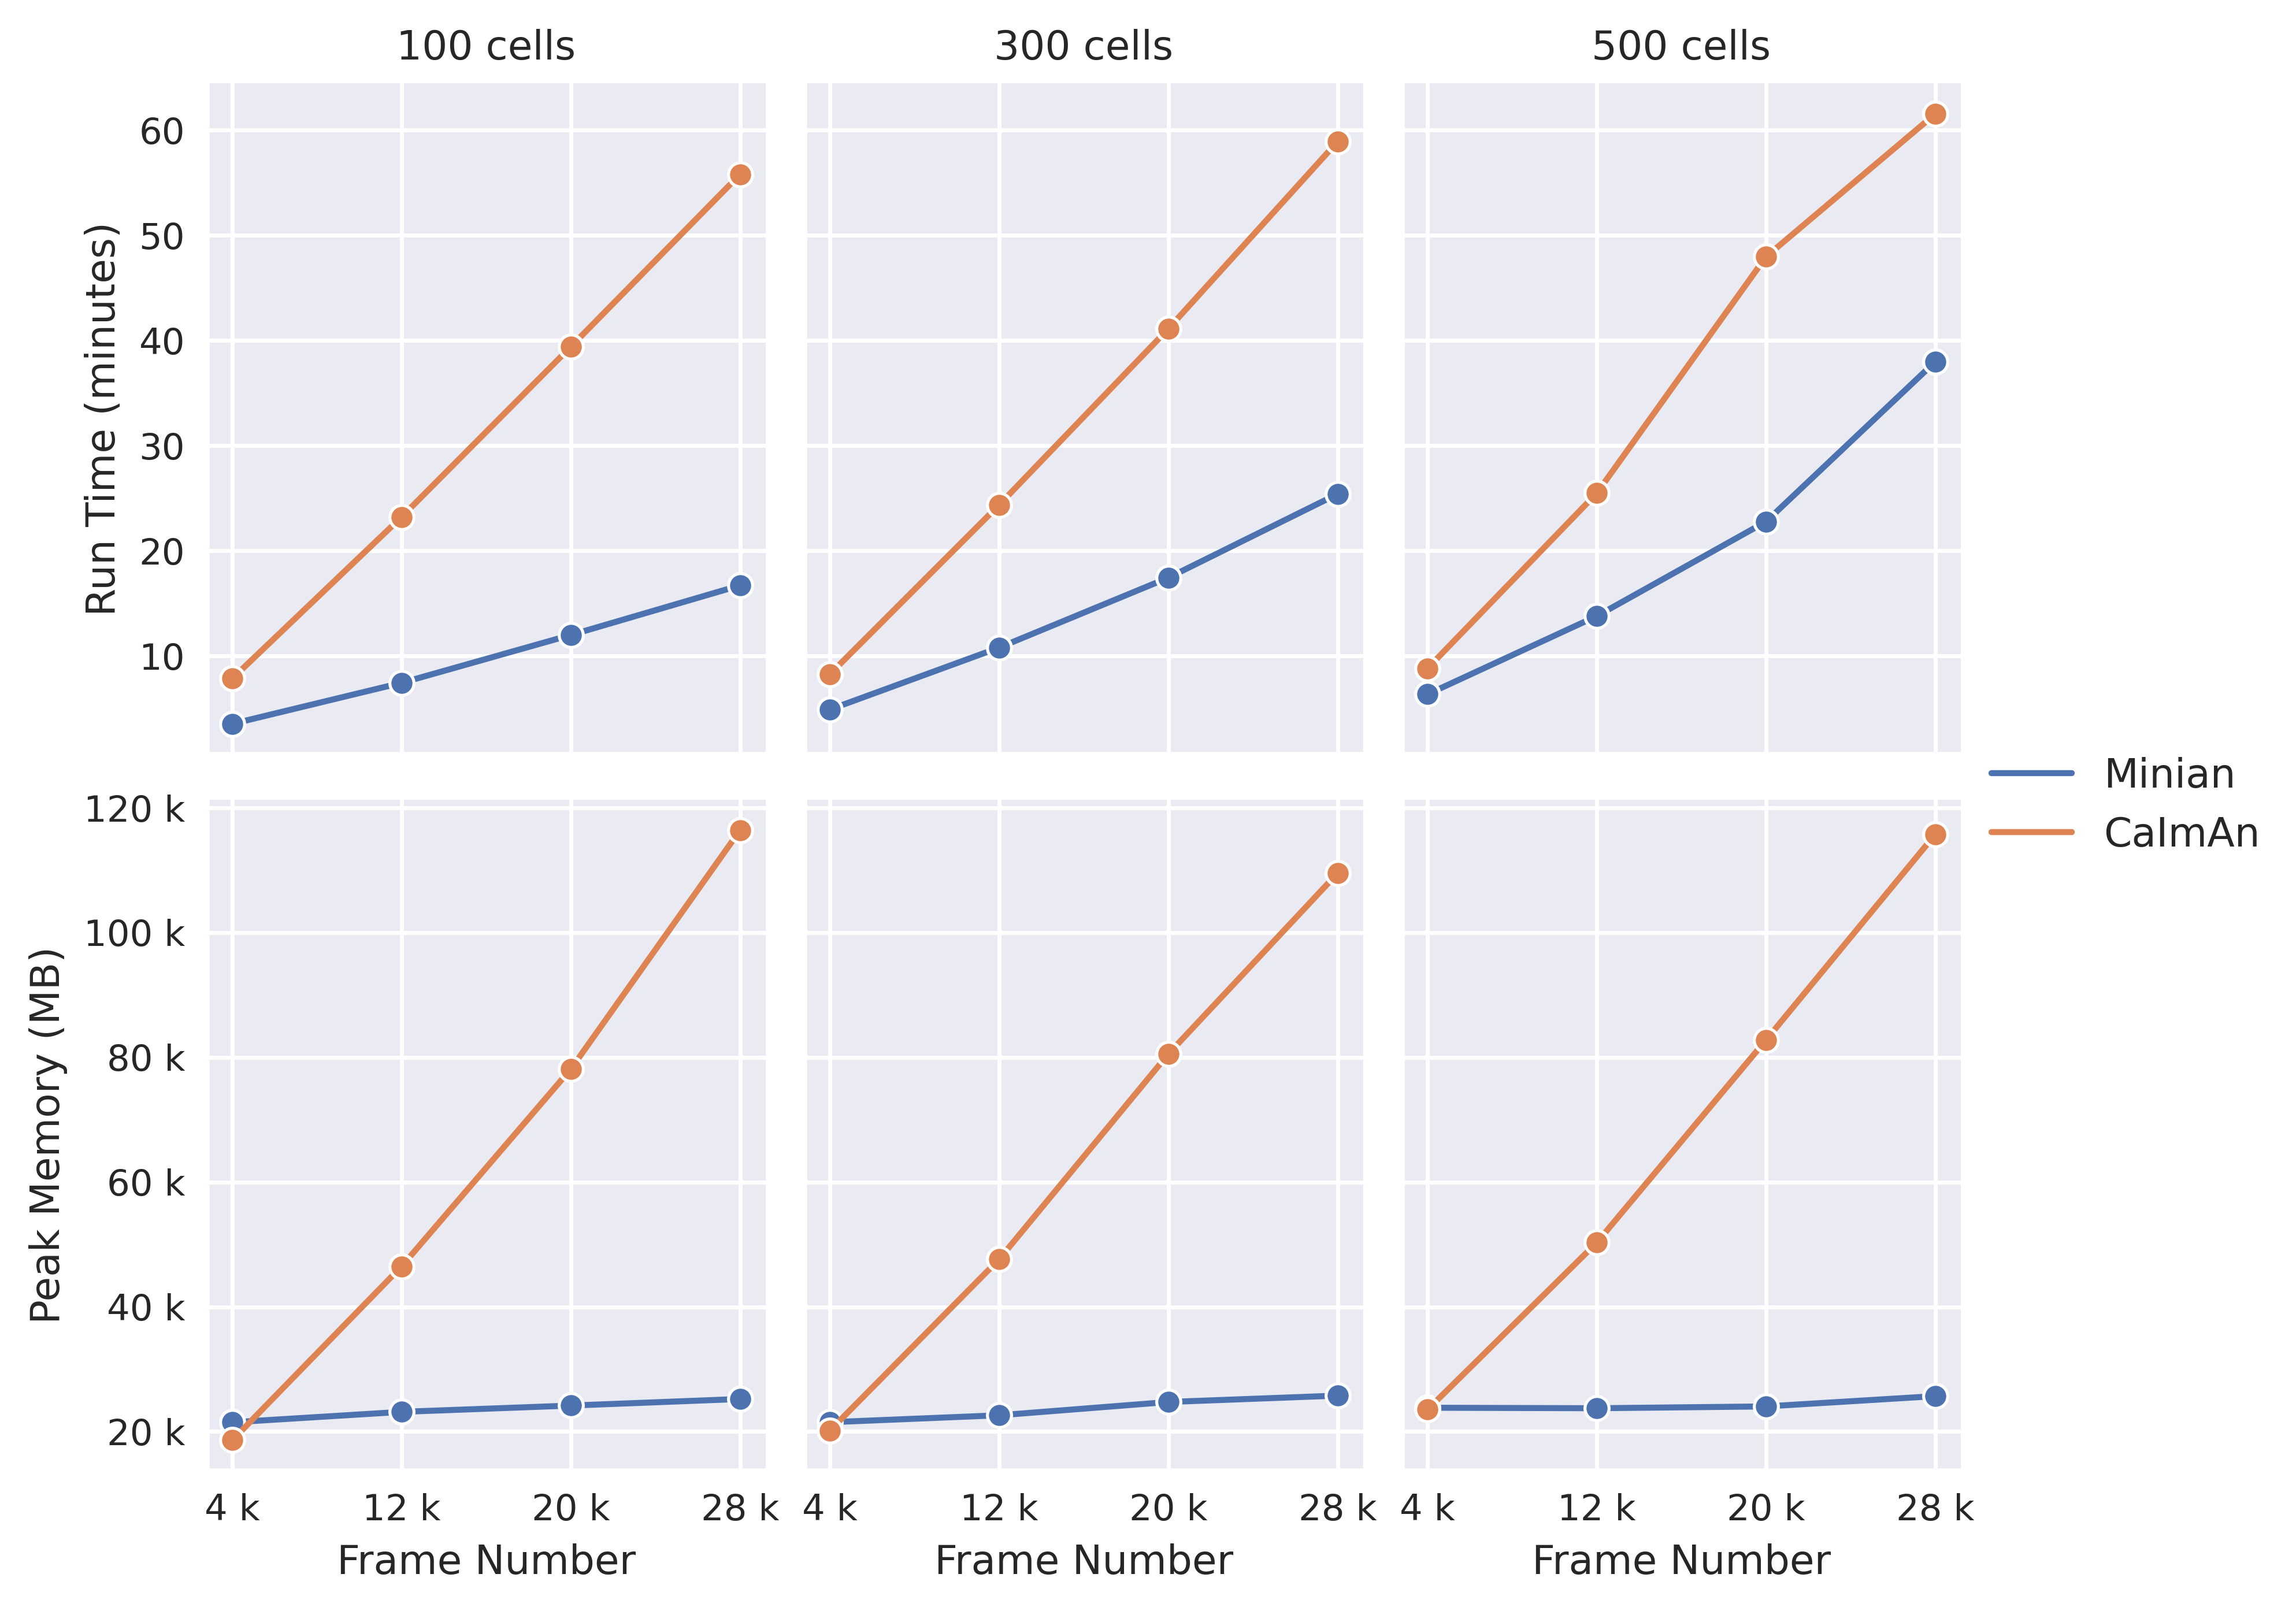 100 cells
300 cells
500 cells
Run Time (minutes)
60
50
40
30
20
10
Minian
CaImAn
Peak Memory (MB)
120 k
100 k
80 k
60 k
40 k
20 k
4 k 12 k 20 k 28 k 4 k 12 k 20 k 28 k 4 k 12 k 20 k 28 k
Frame Number
Frame Number
Frame Number